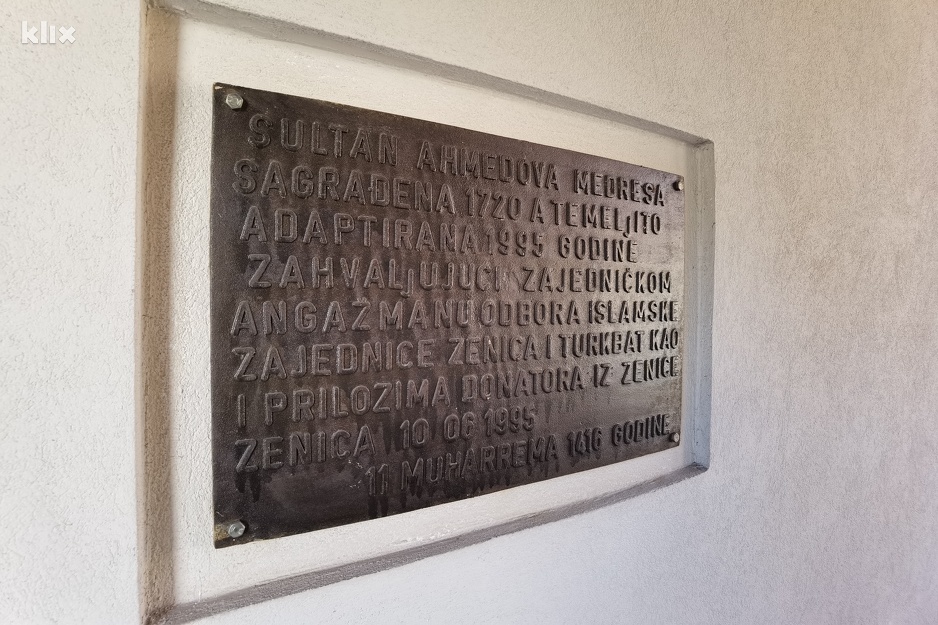 klix
SULTAN AHMEDOVA MEDRESA
SAGRAĐENA 1720 A TEMELjITO
ADAPTIRANA 1995 GODINE
ZAHVALjUJUĆI ZAJEDNIČKOM
ANGAŽMANU ODBORA ISLAMSKE
ZAJEDNICE ZENICA I TURKBAT KAO
I PRILOZIMA DONATORA IZ ZENICE
ZENICA 10 06 1995
11 MUHARREMA 1416 GODINE